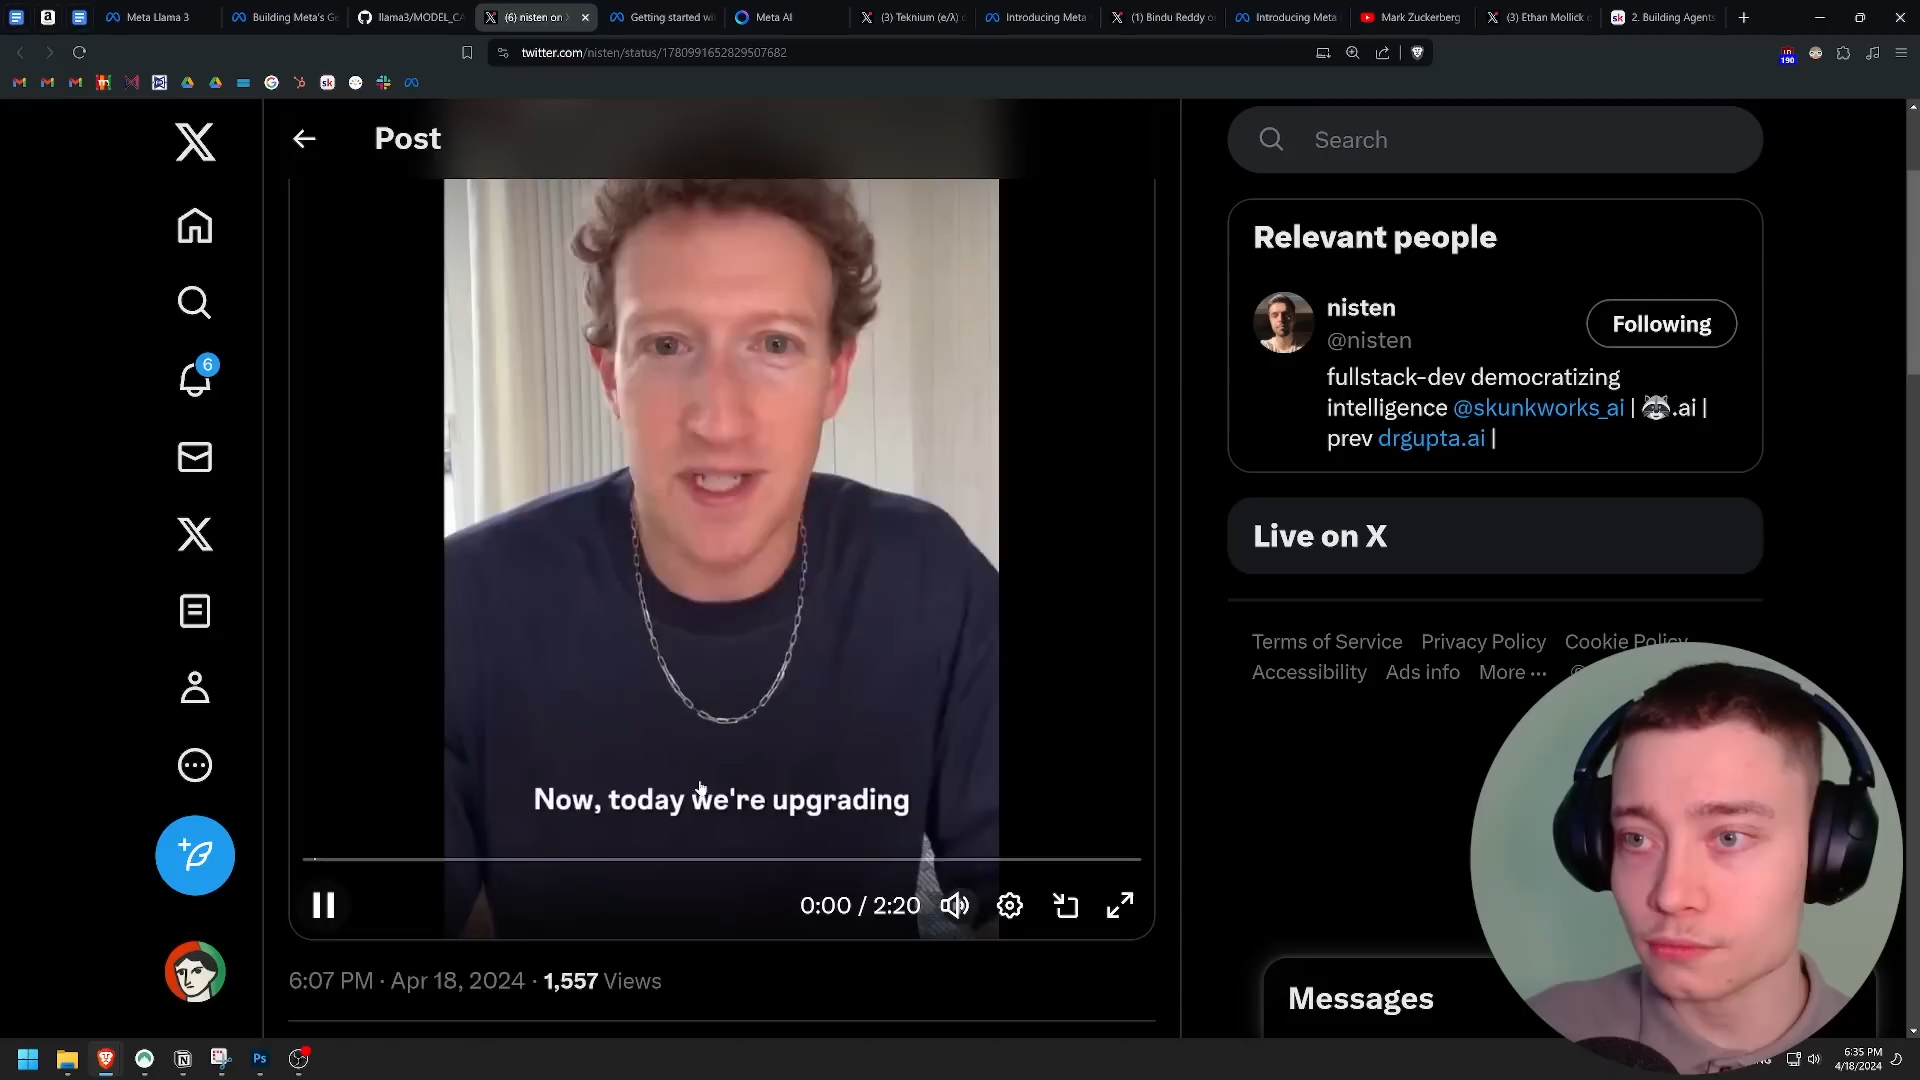 Meta Llama 3
Building Meta's Ge
llama3/MODEL_CA
(6) nisten on X
Getting started wi
Meta AI
(3) Teknium (e/λ) o
Introducing Meta
(1) Bindu Reddy o
Introducing Meta
Mark Zuckerberg
(3) Ethan Mollick o
2. Building Agents
twitter.com/nisten/status/1780991652829507682
190
Post
Search
Relevant people
nisten
@nisten
Following
fullstack-dev democratizing
intelligence @skunkworks_ai | 🦝.ai |
prev drgupta.ai |
6
Live on X
Terms of Service Privacy Policy Cookie Policy
Accessibility Ads info More ···
Now, today we're upgrading
0:00 / 2:20
6:07 PM · Apr 18, 2024 · 1,557 Views
Messages
Ps
6:35 PM
4/18/2024